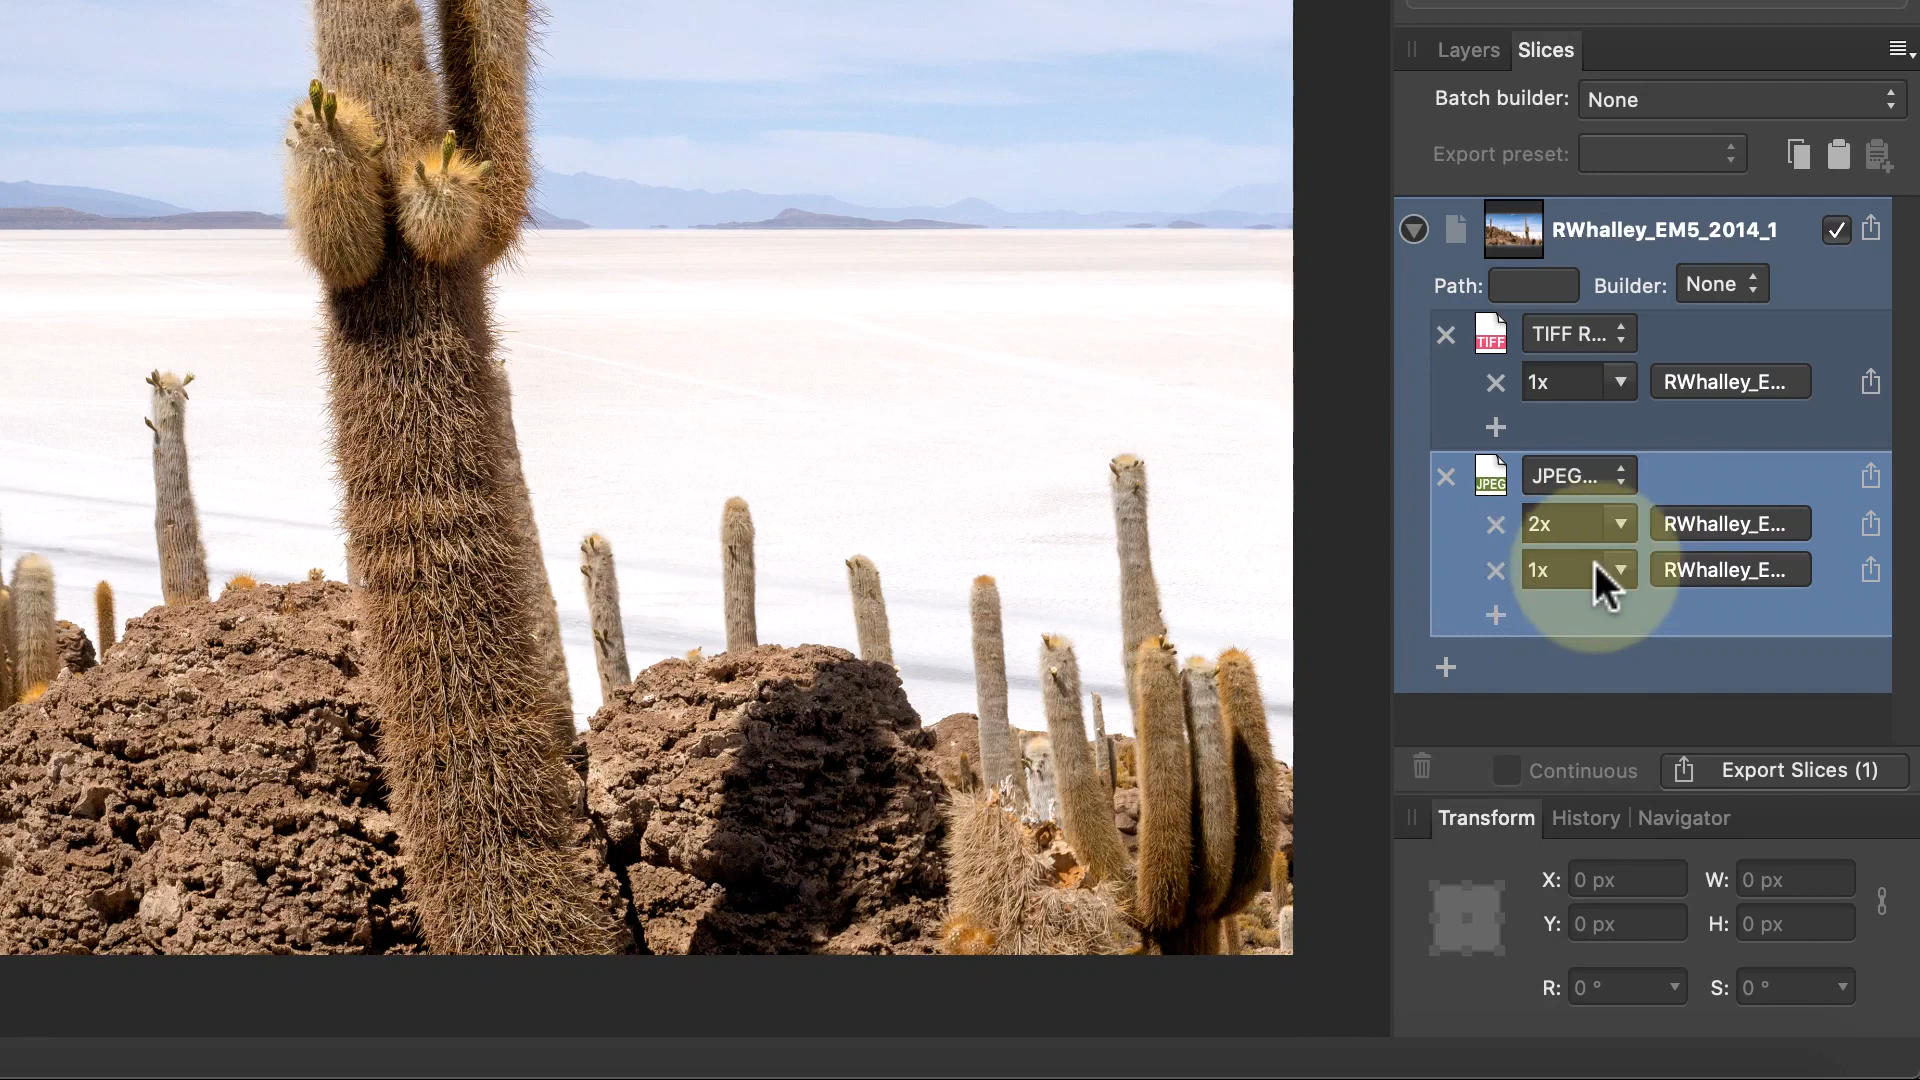 Layers Slices
Batch builder: None
Export preset:
RWhalley_EM5_2014_1
Path: Builder: None
TIFF TIFF R...
1x RWhalley_E...
JPEG JPEG...
2x RWhalley_E...
1x RWhalley_E...
Continuous Export Slices (1)
Transform History | Navigator
X: 0 px W: 0 px
Y: 0 px H: 0 px
R: 0 ° S: 0 °